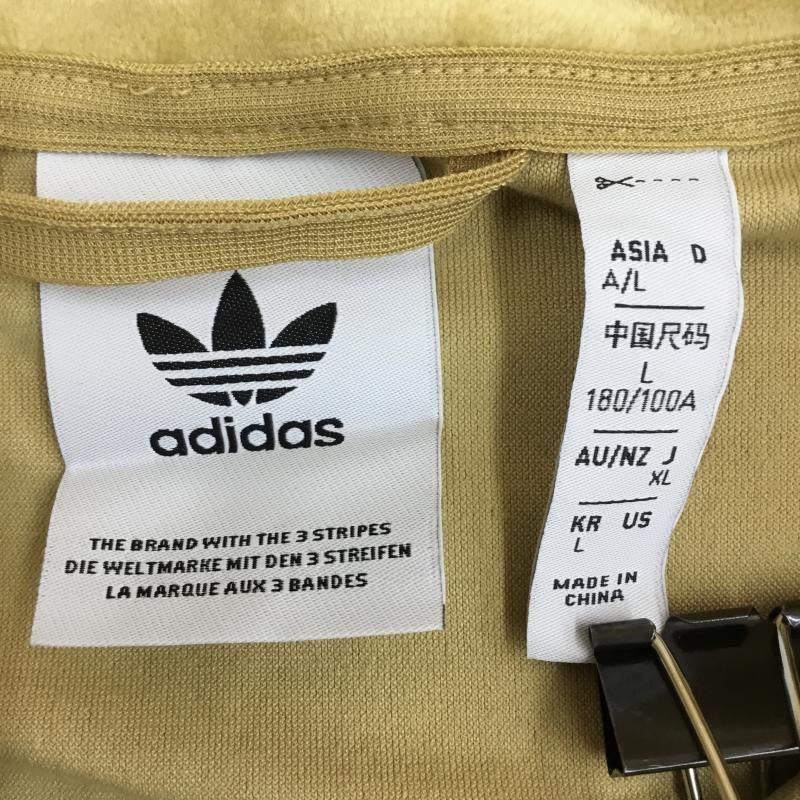 adidas
THE BRAND WITH THE 3 STRIPES
DIE WELTMARKE MIT DEN 3 STREIFEN
LA MARQUE AUX 3 BANDES
ASIA D
A/L
中国尺码
L
180/100A
AU/NZ J
XL
KR US
L
MADE IN
CHINA